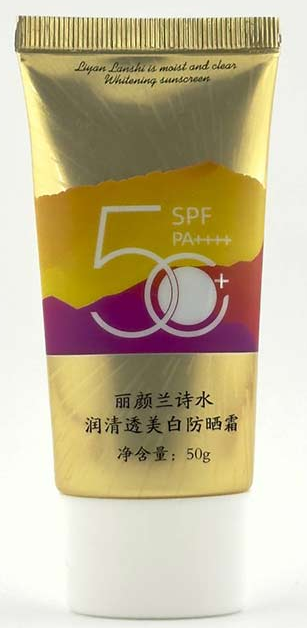 Liyan Lanshi is moist and clear
Whitening sunscreen
50+
SPF
PA++++
丽颜兰诗水
润清透美白防晒霜
净含量：50g